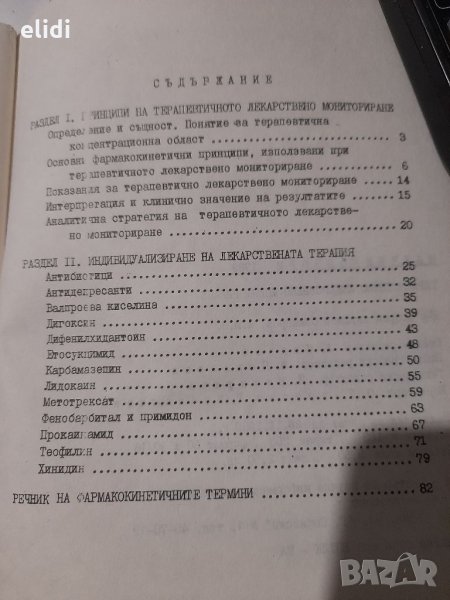 elidi
СЪДЪРЖАНИЕ
РАЗДЕЛ I. ПРИНЦИПИ НА ТЕРАПЕВТИЧНОТО ЛЕКАРСТВЕНО МОНИТОРИРАНЕ
Определение и същност. Понятие за терапевтична
концентрационна област ........ 3
Основни фармакокинетични принципи, използвани при
терапевтичното лекарствено мониториране ........ 6
Показания за терапевтично лекарствено мониториране .... 14
Интерпретация и клинично значение на резултатите ..... 15
Аналитична стратегия на терапевтичното лекарстве-
но мониториране ........ 20
РАЗДЕЛ II. ИНДИВИДУАЛИЗИРАНЕ НА ЛЕКАРСТВЕНАТА ТЕРАПИЯ
Антибиотици ........ 25
Антидепресанти ........ 32
Валпроева киселина ........ 35
Дигоксин ........ 39
Дифенилхидантоин ........ 43
Етосуксимид ........ 48
Карбамазепин ........ 50
Лидокаин ........ 55
Метотрексат ........ 59
Фенобарбитал и примидон ........ 63
Прокаинамид ........ 67
Теофилин ........ 71
Хинидин ........ 79
РЕЧНИК НА ФАРМАКОКИНЕТИЧНИТЕ ТЕРМИНИ ........ 82
BAZAR
bg